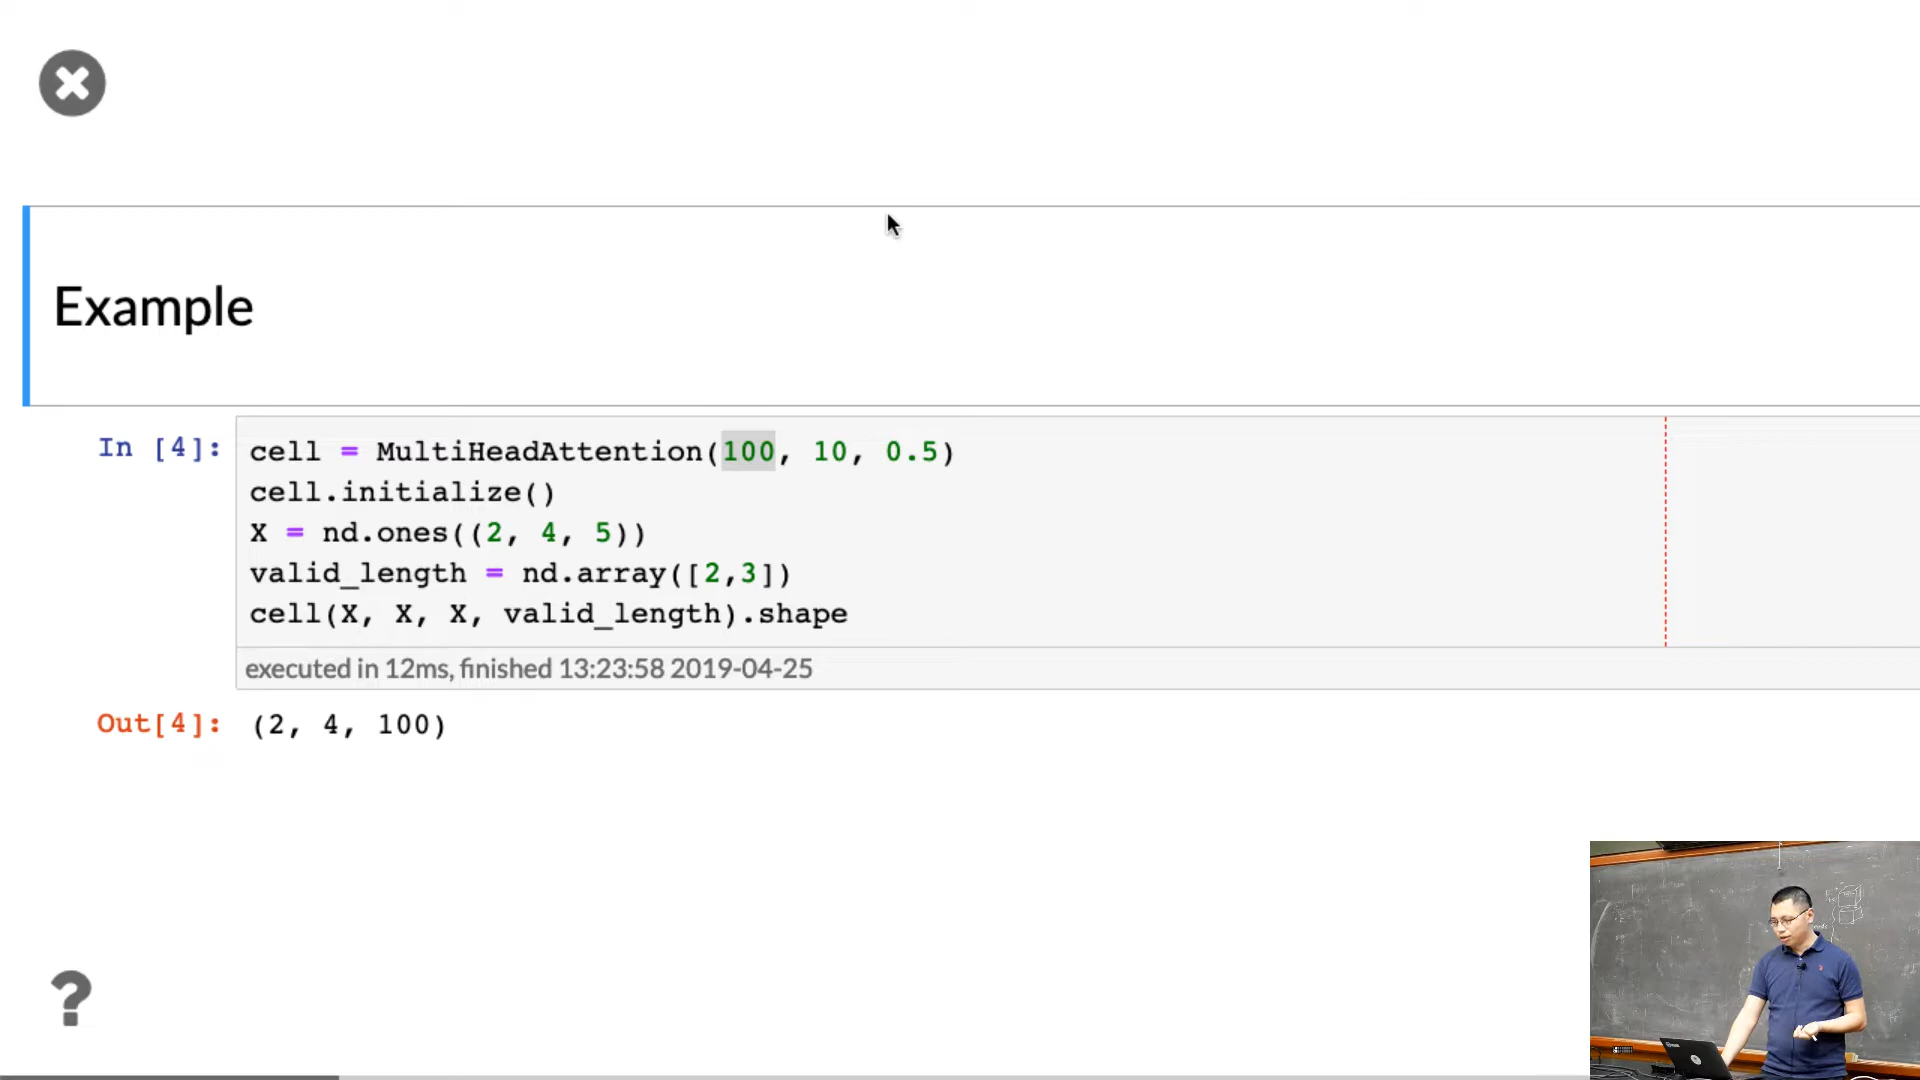 Example
In [4]:
cell = MultiHeadAttention(100, 10, 0.5)
cell.initialize()
X = nd.ones((2, 4, 5))
valid_length = nd.array([2,3])
cell(X, X, X, valid_length).shape
executed in 12ms, finished 13:23:58 2019-04-25
Out[4]: (2, 4, 100)
?